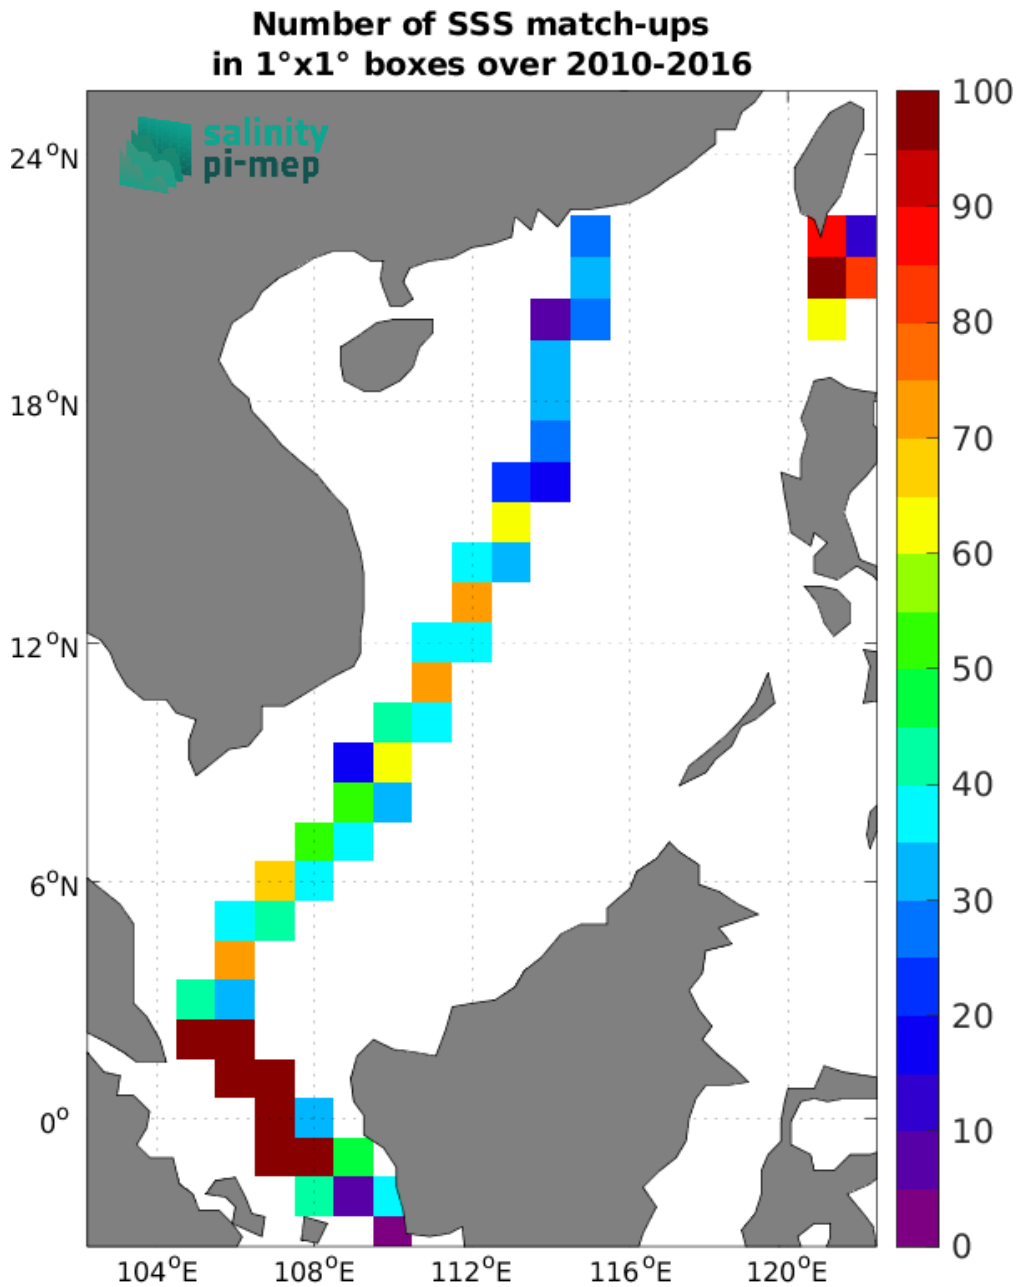 Number of SSS match-ups
in 1°x1° boxes over 2010-2016
salinity
pi-mep
24°N
18°N
12°N
6°N
0°
104°E
108°E
112°E
116°E
120°E
100
90
80
70
60
50
40
30
20
10
0